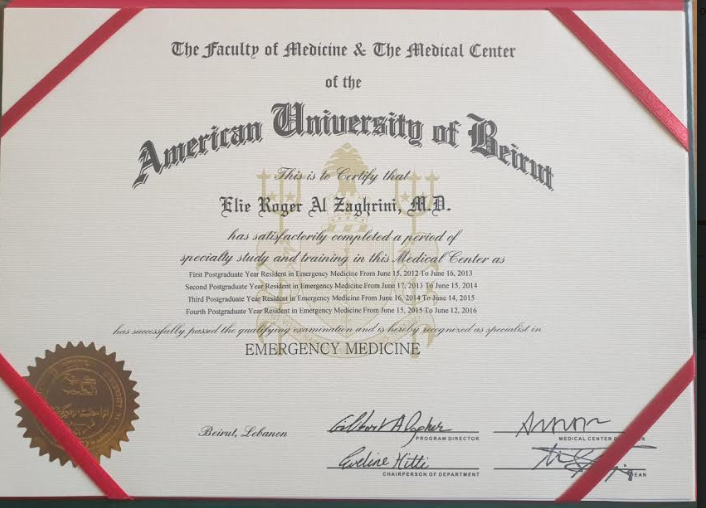 The Faculty of Medicine & The Medical Center
of the
American University of Beirut
This is to Certify that
Elie Roger Al Zaghrini, M.D.
has satisfactorily completed a period of
specialty study and training in this Medical Center as
First Postgraduate Year Resident in Emergency Medicine From June 15, 2012 To June 16, 2013
Second Postgraduate Year Resident in Emergency Medicine From June 17, 2013 To June 15, 2014
Third Postgraduate Year Resident in Emergency Medicine From June 16, 2014 To June 14, 2015
Fourth Postgraduate Year Resident in Emergency Medicine From June 15, 2015 To June 12, 2016
has successfully passed the qualifying examination and is hereby recognized as specialist in
EMERGENCY MEDICINE
Beirut, Lebanon
PROGRAM DIRECTOR
MEDICAL CENTER
Eveline Hitti
CHAIRPERSON OF DEPARTMENT
DEAN